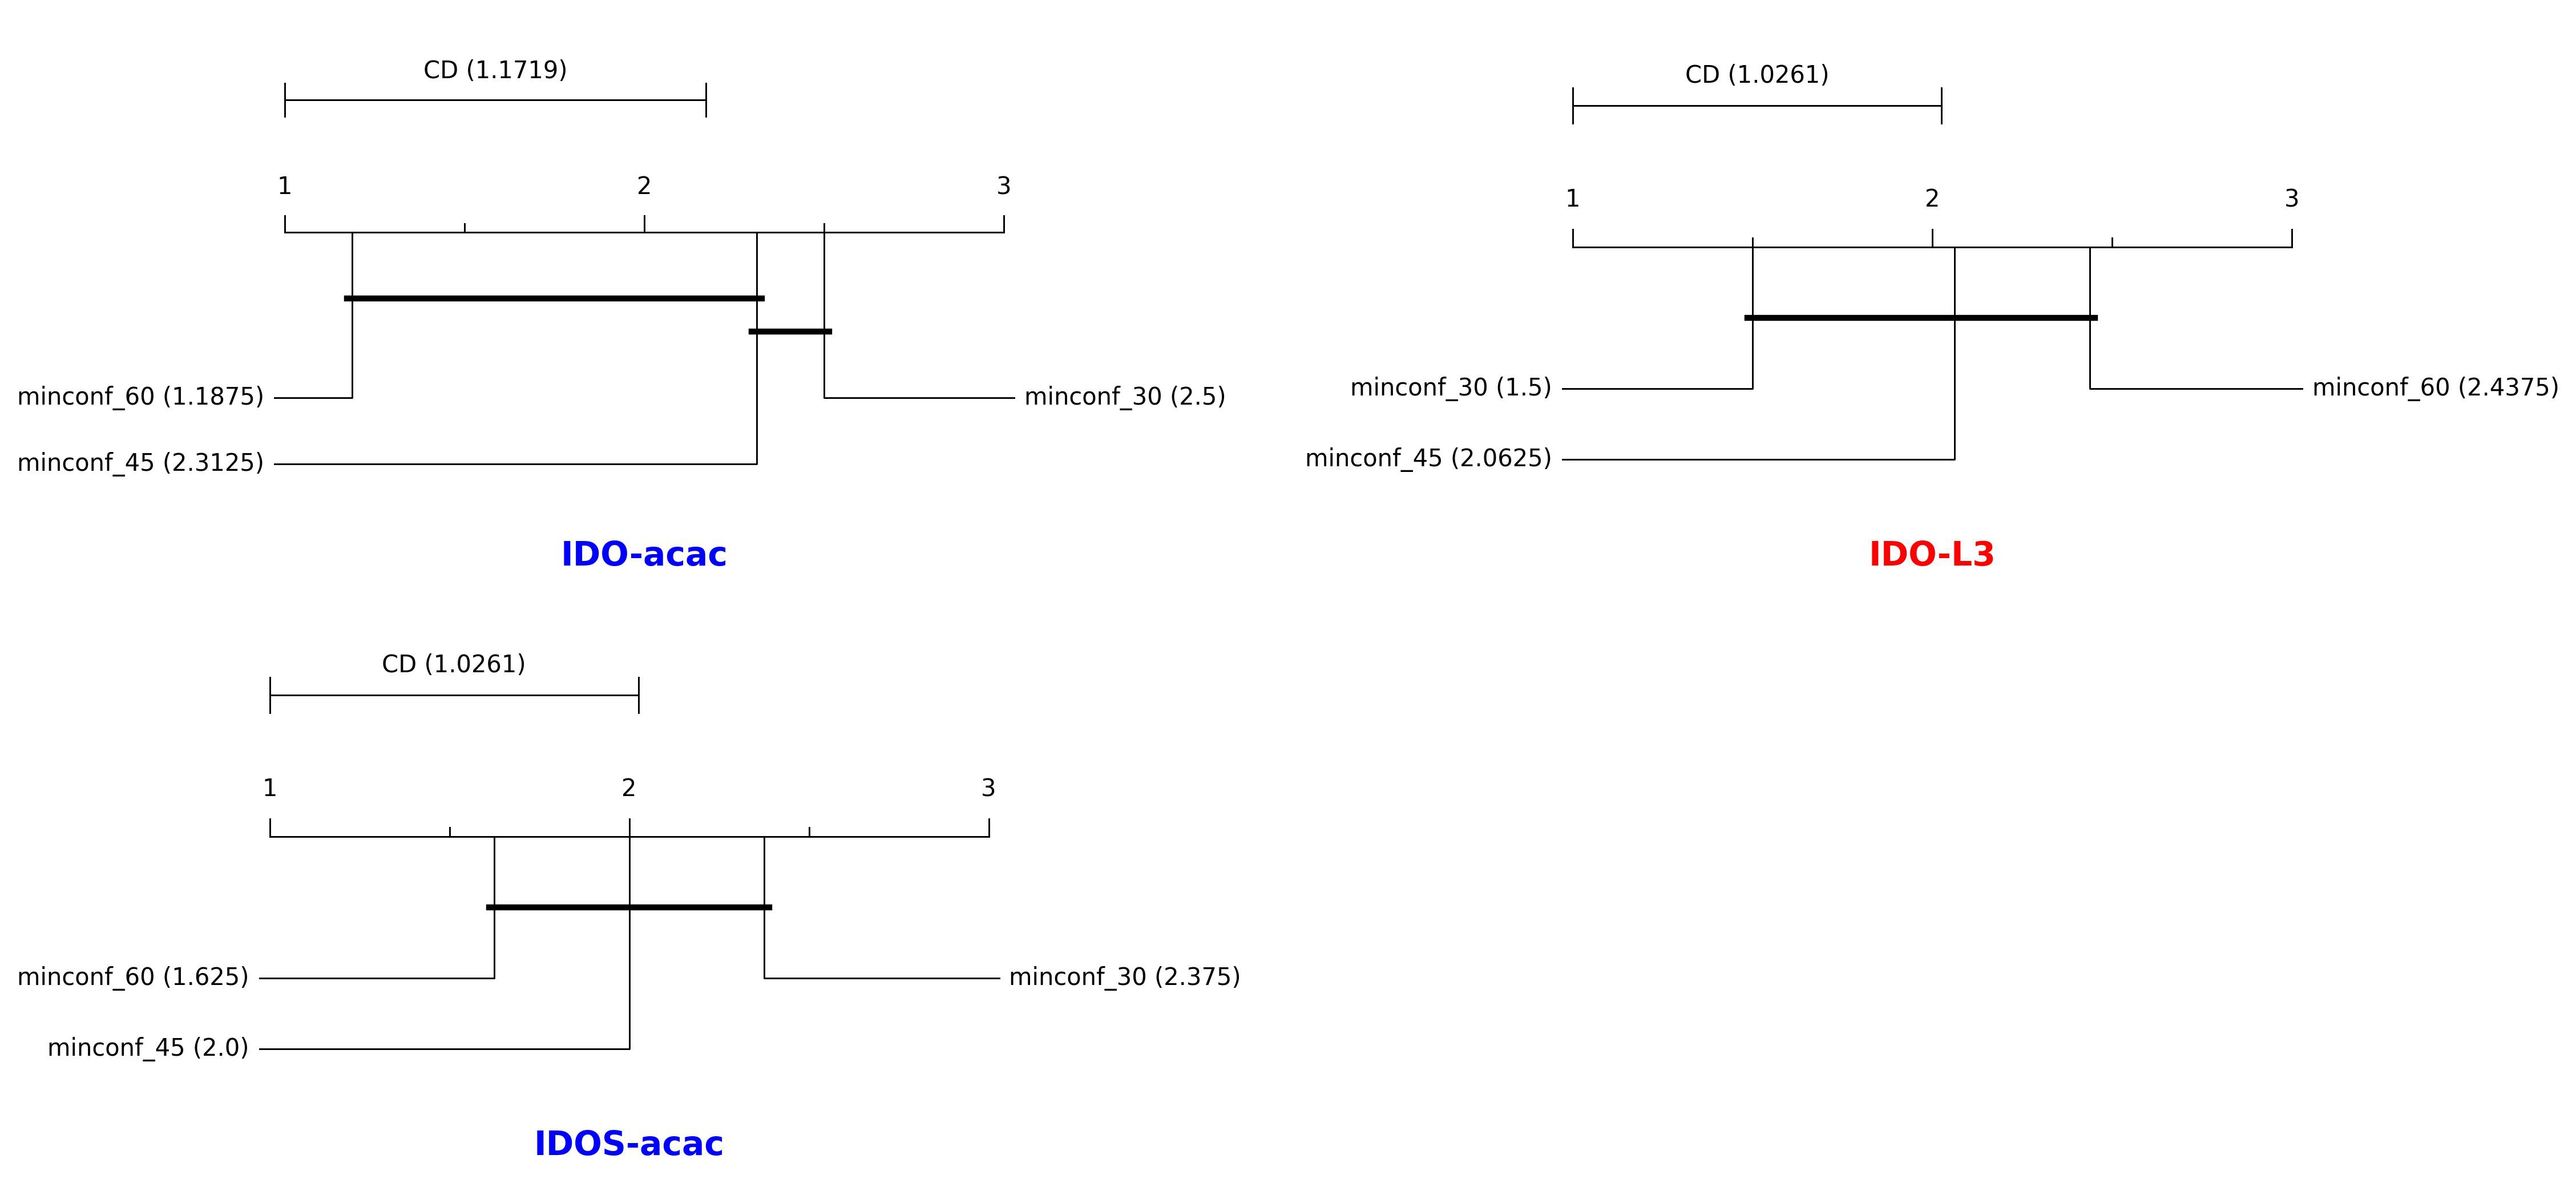 CD (1.1719)
1 2 3
minconf_60 (1.1875)
minconf_30 (2.5)
minconf_45 (2.3125)
IDO-acac
CD (1.0261)
1 2 3
minconf_30 (1.5)
minconf_60 (2.4375)
minconf_45 (2.0625)
IDO-L3
CD (1.0261)
1 2 3
minconf_60 (1.625)
minconf_30 (2.375)
minconf_45 (2.0)
IDOS-acac